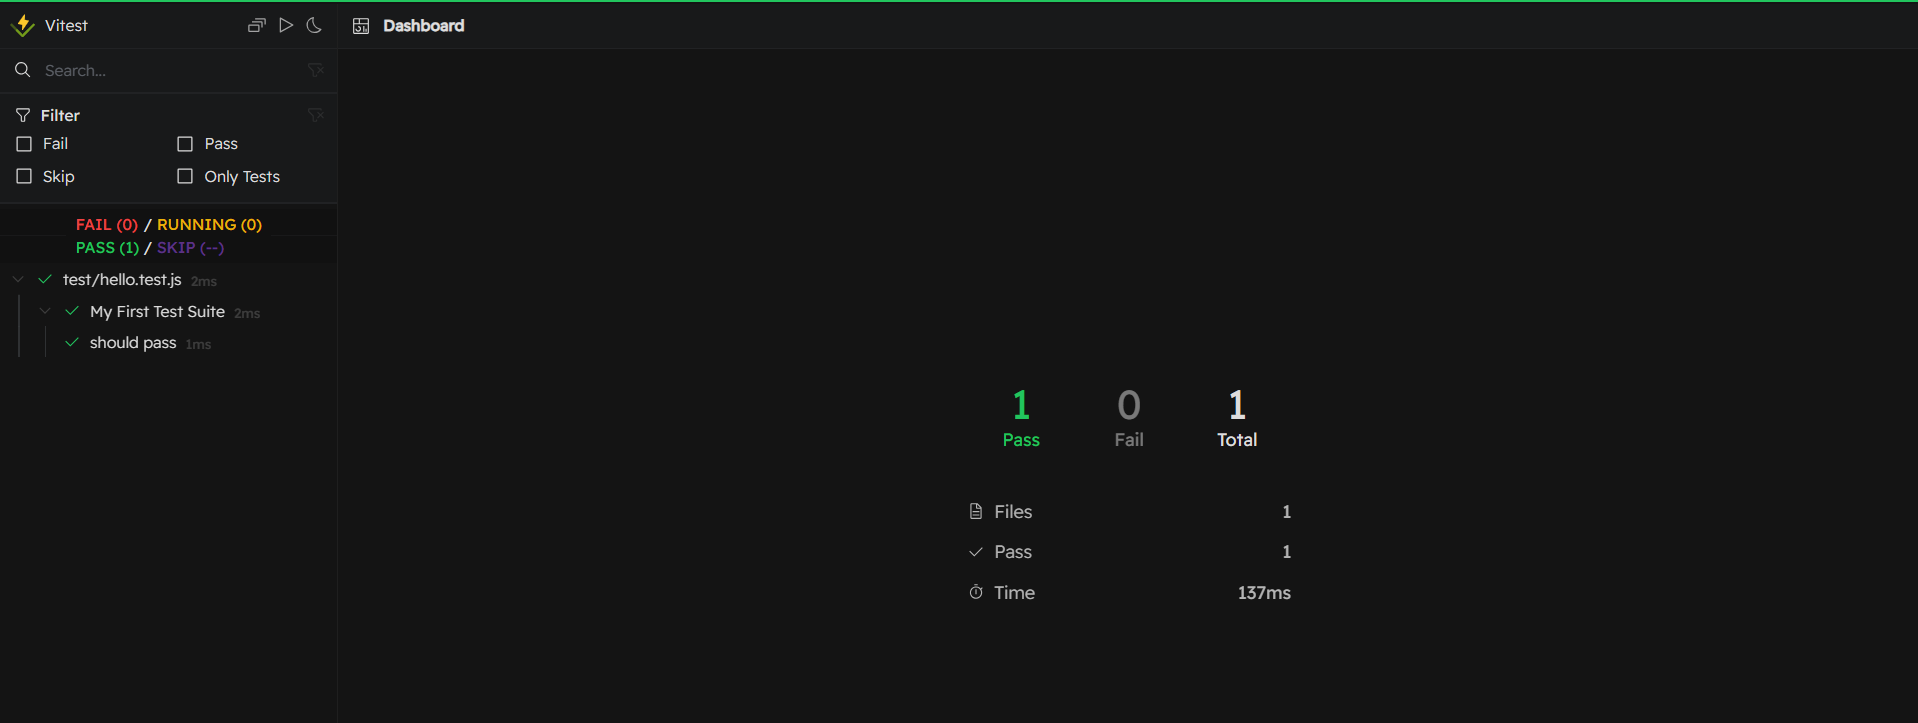 Vitest
Dashboard
Search...
Filter
Fail
Pass
Skip
Only Tests
FAIL (0) / RUNNING (0)
PASS (1) / SKIP (--)
test/hello.test.js 2ms
My First Test Suite 2ms
should pass 1ms
1 0 1
Pass Fail Total
Files 1
Pass 1
Time 137ms